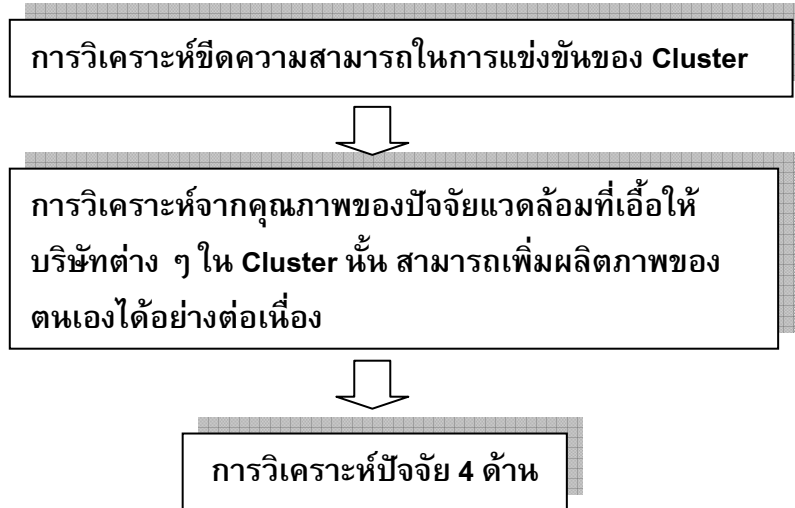 การวิเคราะห์ขีดความสามารถในการแข่งขันของ Cluster
การวิเคราะห์จากคุณภาพของปัจจัยแวดล้อมที่เอื้อให้
บริษัทต่าง ๆ ใน Cluster นั้น สามารถเพิ่มผลิตภาพของ
ตนเองได้อย่างต่อเนื่อง
การวิเคราะห์ปัจจัย 4 ด้าน